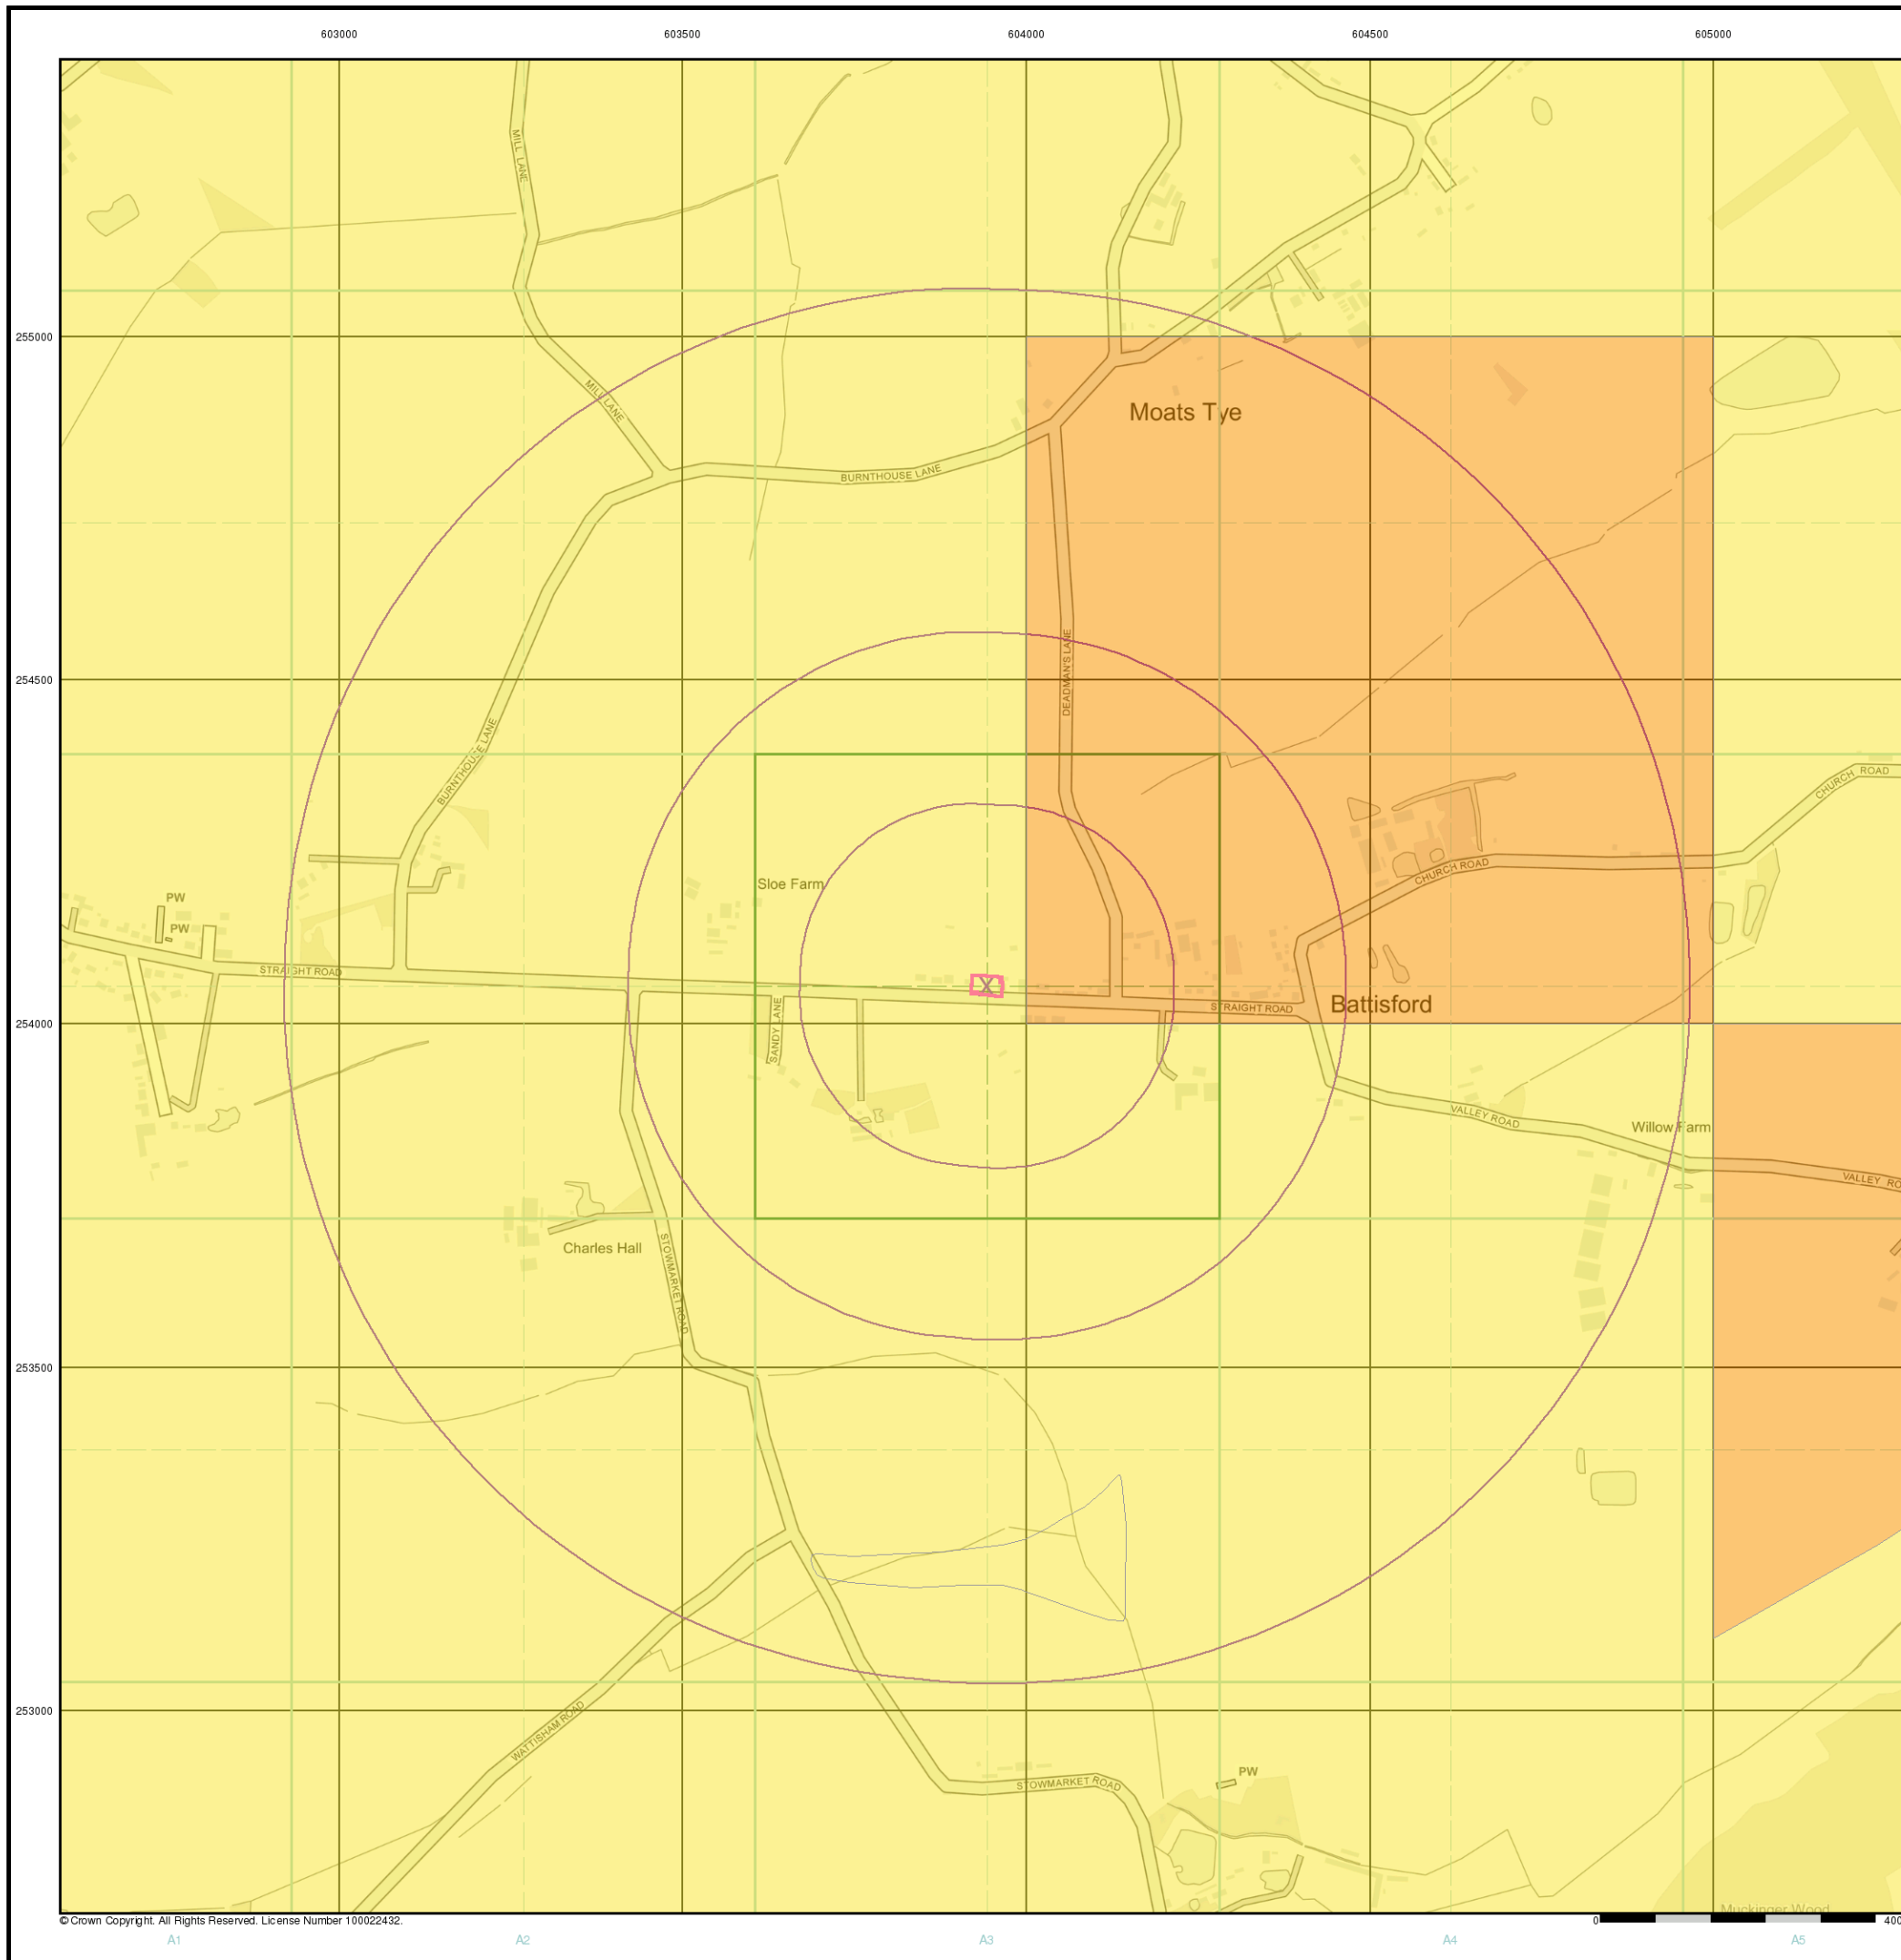 603000 603500 604000 604500 605000
MILL LANE
255000
MILL LANE
Moats Tye
BURNTHOUSE LANE
DEADMAN'S LANE
254500
BURNTHOUSE LANE
CHURCH ROAD
CHURCH ROAD
Sloe Farm
PW
PW
STRAIGHT ROAD
STRAIGHT ROAD
Battisford
X
254000
SANDY LANE
VALLEY ROAD
Willow Farm
VALLEY RO
Charles Hall
STOWMARKET ROAD
253500
253000
WATTISHAM ROAD
STOWMARKET ROAD
PW
Muckinger Wood
© Crown Copyright. All Rights Reserved. License Number 100022432.
0 400
A1 A2 A3 A4 A5